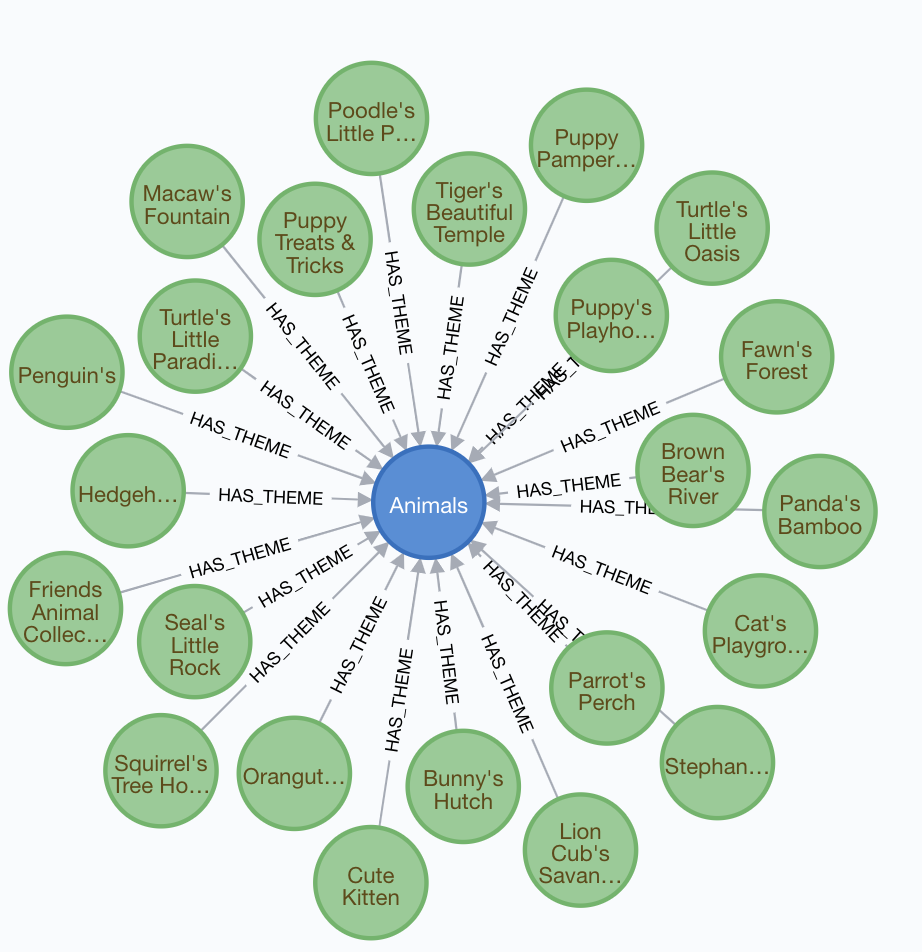 Poodle's
Little P…
Puppy
Pamper…
Macaw's
Fountain
Puppy
Treats &
Tricks
Tiger's
Beautiful
Temple
Turtle's
Little
Oasis
Turtle's
Little
Paradi…
Puppy's
Playho…
Penguin's
Fawn's
Forest
HAS_THEME
HAS_THEME
HAS_THEME
HAS_THEME
HAS_THEME
HAS_THEME
HAS_THEME
HAS_T
HAS_THEME
HAS_THEME
Hedgeh…
HAS_THEME
Animals
HAS_THEME
HAS_THE
Brown
Bear's
River
Panda's
Bamboo
Friends
Animal
Collec…
HAS_THEME
HAS_THEME
HAS_THEME
HAS_THEME
HAS_THEME
HAS_THEME
HAS_THEME
HAS_THEME
HAS_THEME
HAS_T
Seal's
Little
Rock
Cat's
Playgro…
Parrot's
Perch
Squirrel's
Tree Ho…
Orangut…
Bunny's
Hutch
Stephan…
Cute
Kitten
Lion
Cub's
Savan…
HAS_THEME